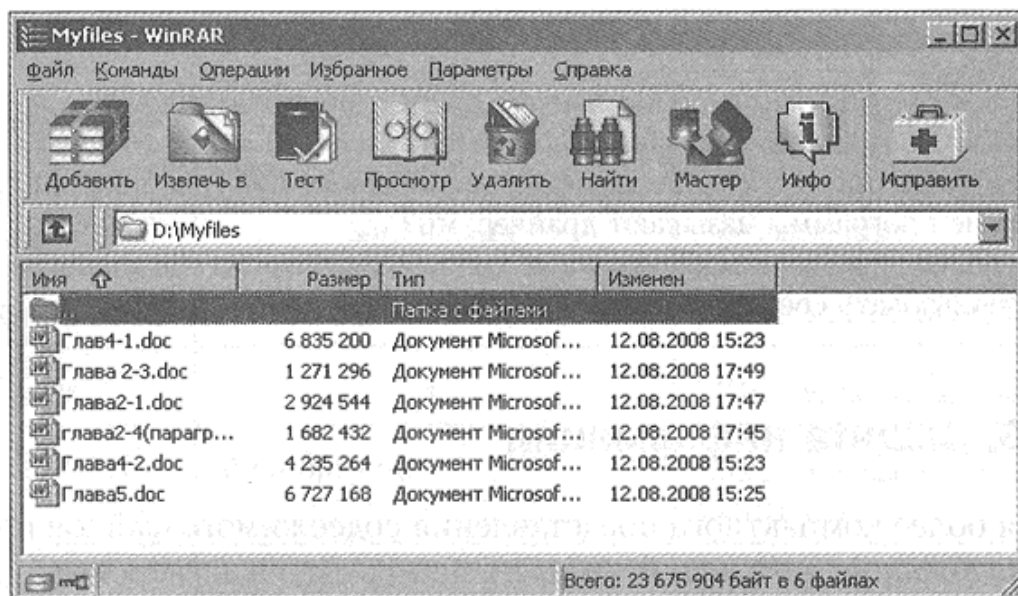 Myfiles - WinRAR
Файл Команды Операции Избранное Параметры Справка
Добавить Извлечь в Тест Просмотр Удалить Найти Мастер Инфо Исправить
D:\Myfiles
Имя Размер Тип Изменен
.. Папка с файлами
Глав4-1.doc 6 835 200 Документ Microsof... 12.08.2008 15:23
Глава 2-3.doc 1 271 296 Документ Microsof... 12.08.2008 17:49
Глава2-1.doc 2 924 544 Документ Microsof... 12.08.2008 17:47
глава2-4(парагр... 1 682 432 Документ Microsof... 12.08.2008 17:45
Глава4-2.doc 4 235 264 Документ Microsof... 12.08.2008 15:23
Глава5.doc 6 727 168 Документ Microsof... 12.08.2008 15:25
Всего: 23 675 904 байт в 6 файлах